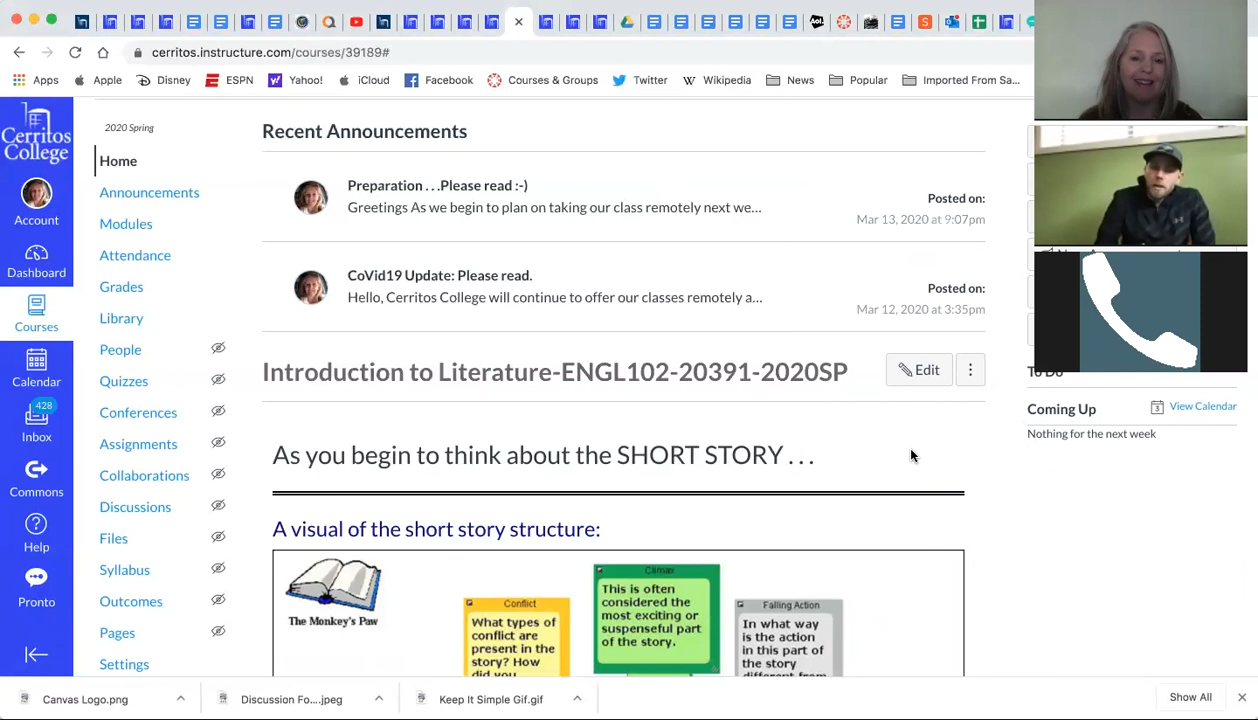 cerritos.instructure.com/courses/39189#
Apps
Apple
Disney
ESPN
Yahoo!
iCloud
Facebook
Courses & Groups
Twitter
Wikipedia
News
Popular
Imported From Sa...
Cerritos
College
Account
Dashboard
Courses
Calendar
428
Inbox
Commons
Help
Pronto
2020 Spring
Home
Announcements
Modules
Attendance
Grades
Library
People
Quizzes
Conferences
Assignments
Collaborations
Discussions
Files
Syllabus
Outcomes
Pages
Settings
Recent Announcements
Preparation . . .Please read :-)
Greetings As we begin to plan on taking our class remotely next we...
Posted on:
Mar 13, 2020 at 9:07pm
CoVid19 Update: Please read.
Hello, Cerritos College will continue to offer our classes remotely a...
Posted on:
Mar 12, 2020 at 3:35pm
Introduction to Literature-ENGL102-20391-2020SP
Edit
As you begin to think about the SHORT STORY . . .
A visual of the short story structure:
The Monkey's Paw
Conflict
What types of
conflict are
present in the
story? How
did you
Climax
This is often
considered the
most exciting or
suspenseful part
of the story.
Falling Action
In what way
is the action
in this part of
the story
different from
To Do
Coming Up
3
View Calendar
Nothing for the next week
Canvas Logo.png
Discussion Fo....jpeg
Keep It Simple Gif.gif
Show All